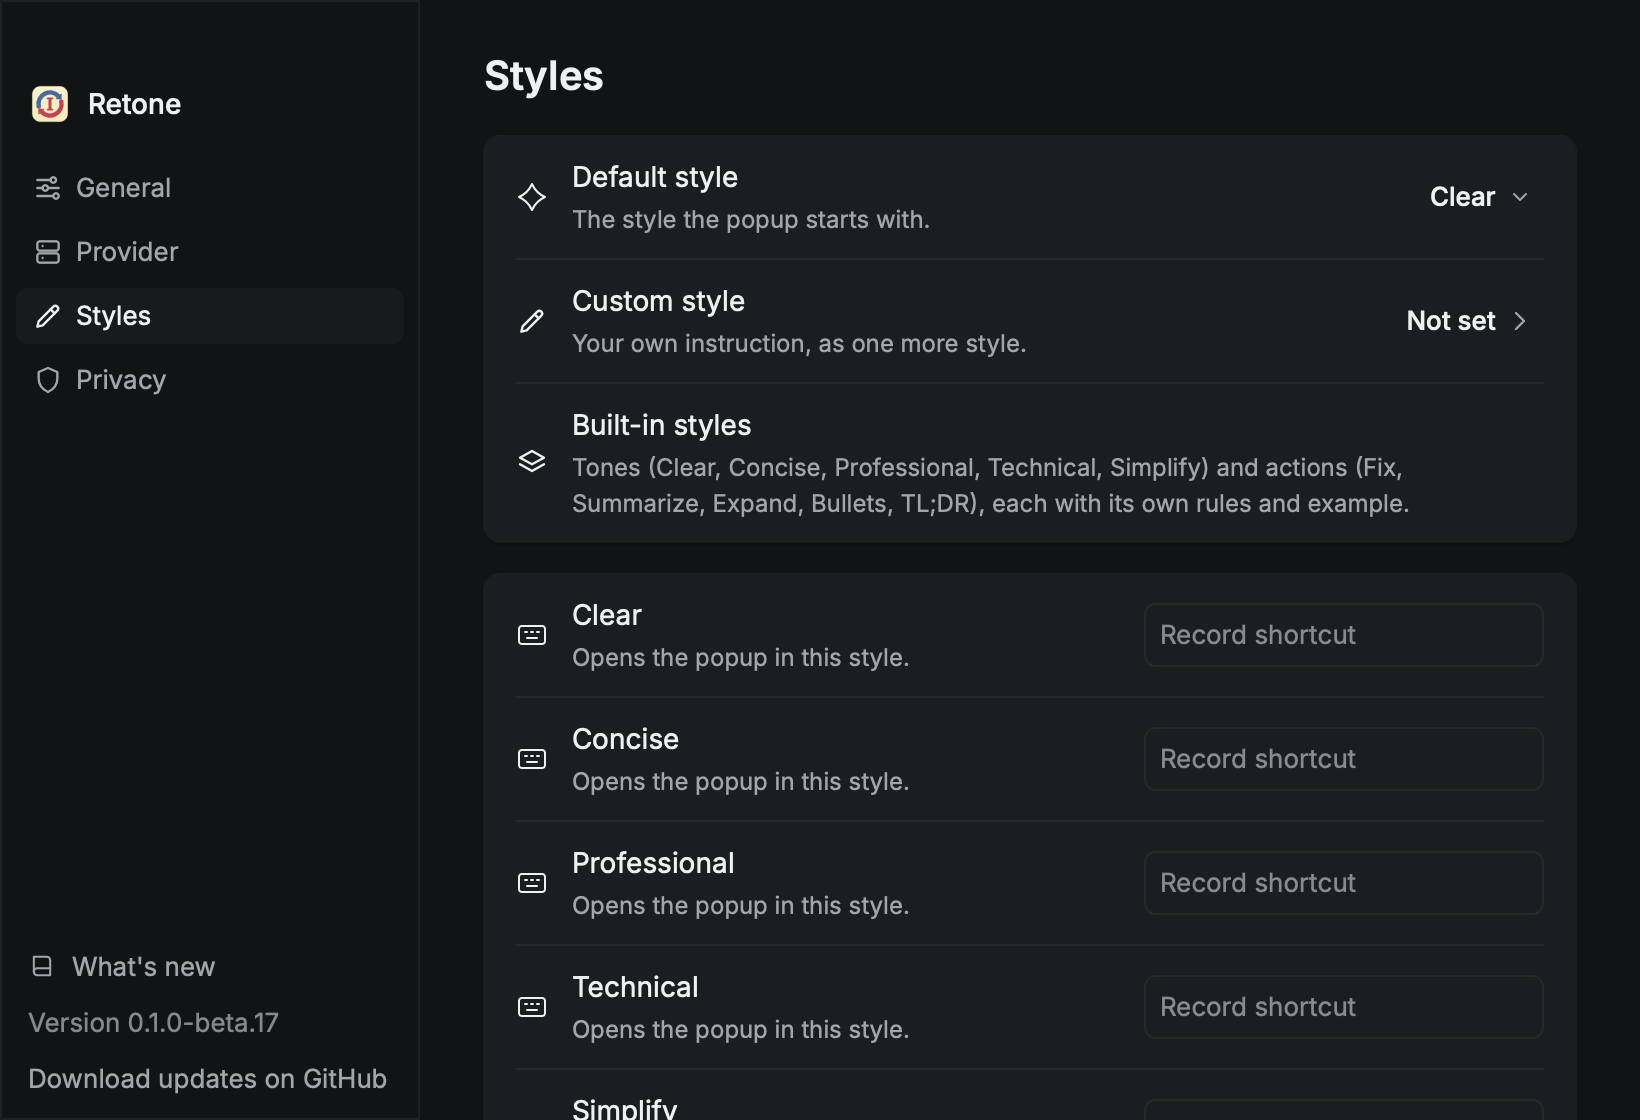 Retone
General
Provider
Styles
Privacy
What's new
Version 0.1.0-beta.17
Download updates on GitHub
Styles
Default style
The style the popup starts with.
Clear
Custom style
Your own instruction, as one more style.
Not set
Built-in styles
Tones (Clear, Concise, Professional, Technical, Simplify) and actions (Fix,
Summarize, Expand, Bullets, TL;DR), each with its own rules and example.
Clear
Opens the popup in this style.
Record shortcut
Concise
Opens the popup in this style.
Record shortcut
Professional
Opens the popup in this style.
Record shortcut
Technical
Opens the popup in this style.
Record shortcut
Simplify